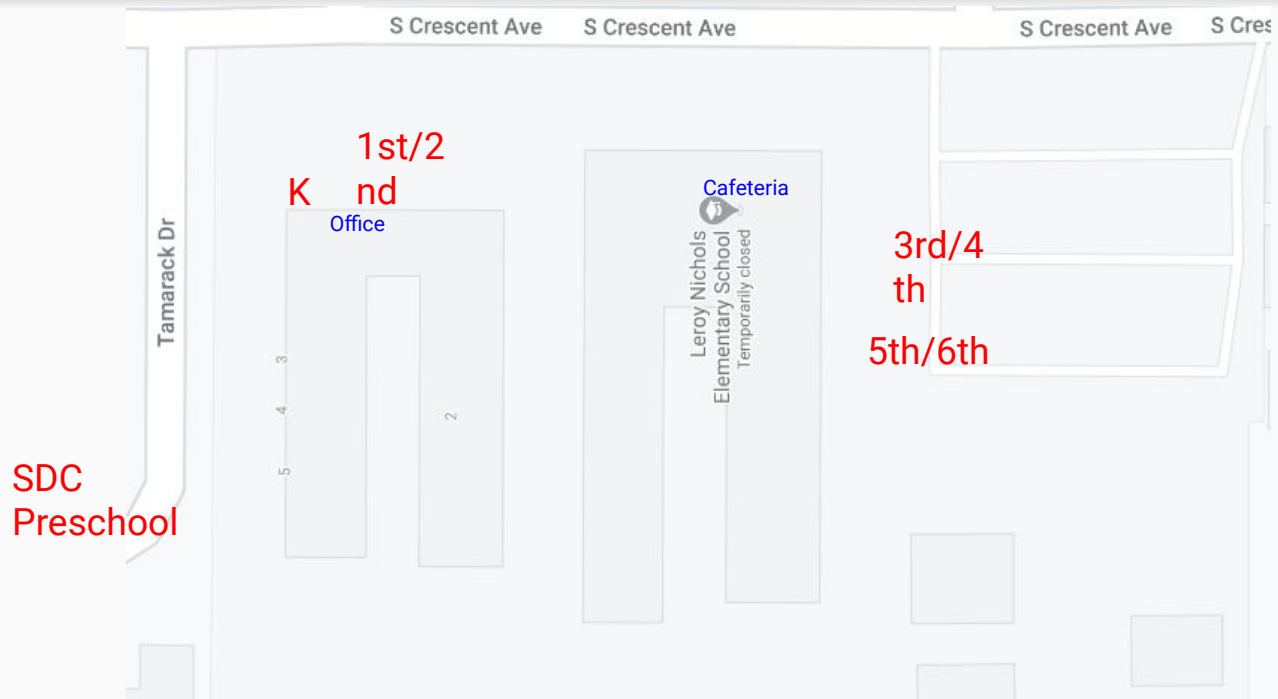 S Crescent Ave
S Crescent Ave
S Crescent Ave
S Cres
1st/2
nd
K
Office
Cafeteria
Tamarack Dr
Leroy Nichols
Elementary School
Temporarily closed
3rd/4
th
5th/6th
3
4
5
2
SDC
Preschool